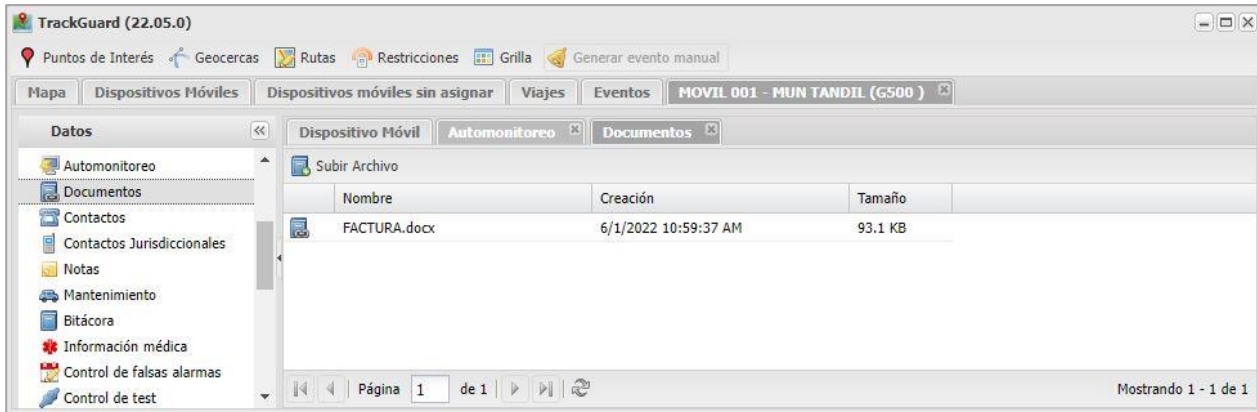 TrackGuard (22.05.0)
Puntos de Interés Geocercas Rutas Restricciones Grilla Generar evento manual
Mapa Dispositivos Móviles Dispositivos móviles sin asignar Viajes Eventos MOVIL 001 - MUN TANDIL (G500 )
Datos
Automonitoreo
Documentos
Contactos
Contactos Jurisdiccionales
Notas
Mantenimiento
Bitácora
Información médica
Control de falsas alarmas
Control de test
Dispositivo Móvil Automonitoreo Documentos
Subir Archivo
Nombre Creación Tamaño
FACTURA.docx 6/1/2022 10:59:37 AM 93.1 KB
Página 1 de 1 Mostrando 1 - 1 de 1